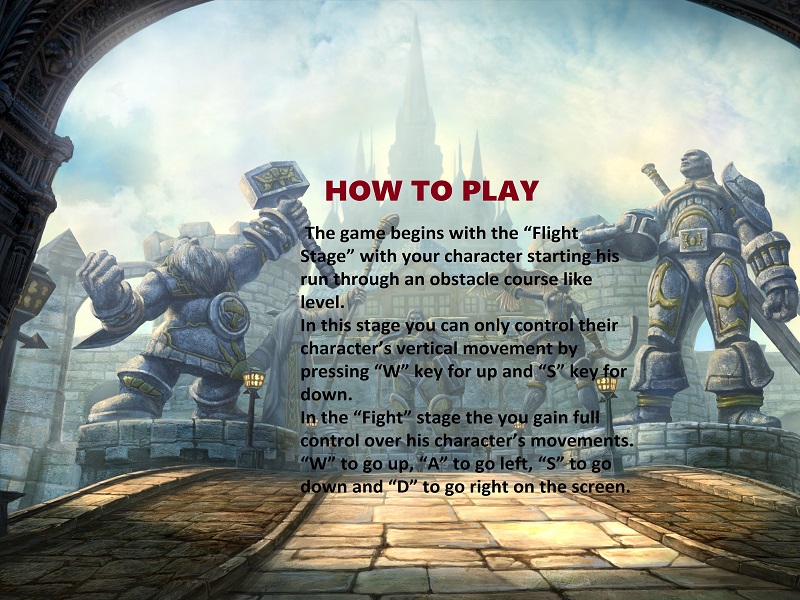 HOW TO PLAY
The game begins with the “Flight
Stage” with your character starting his
run through an obstacle course like
level.
In this stage you can only control their
character’s vertical movement by
pressing “W” key for up and “S” key for
down.
In the “Fight” stage the you gain full
control over his character’s movements.
“W” to go up, “A” to go left, “S” to go
down and “D” to go right on the screen.